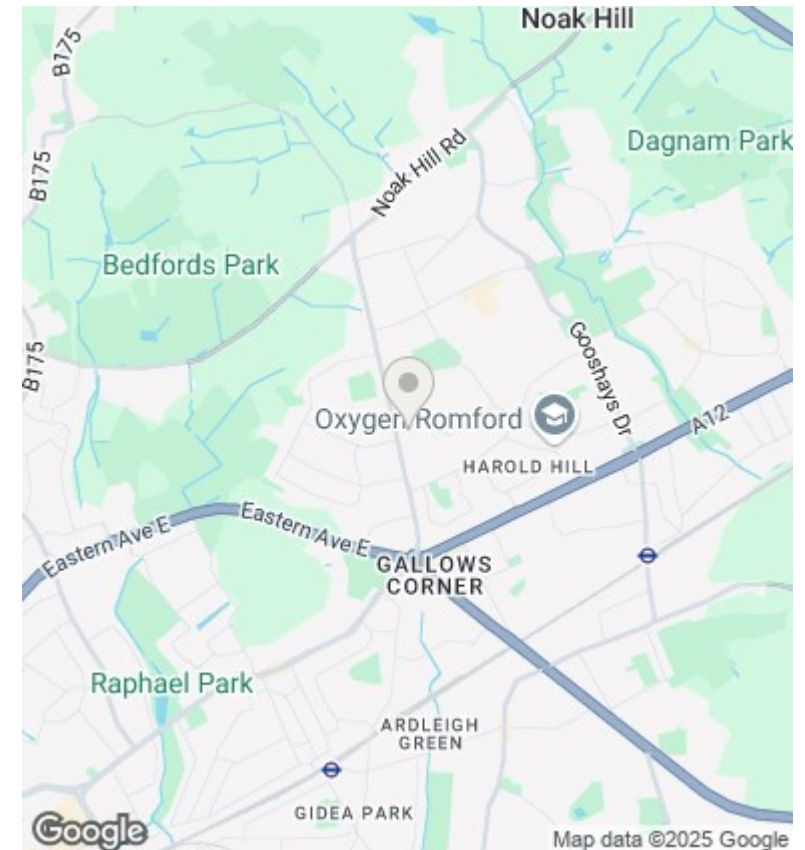 Noak Hill
B175
Dagnam Park
Noak Hill Rd
B175
Bedfords Park
Gooshays Dr
B175
Oxygen Romford
A12
HAROLD HILL
Eastern Ave E
Eastern Ave E
GALLOWS
CORNER
Raphael Park
ARDLEIGH
GREEN
GIDEA PARK
Google
Map data ©2025 Google